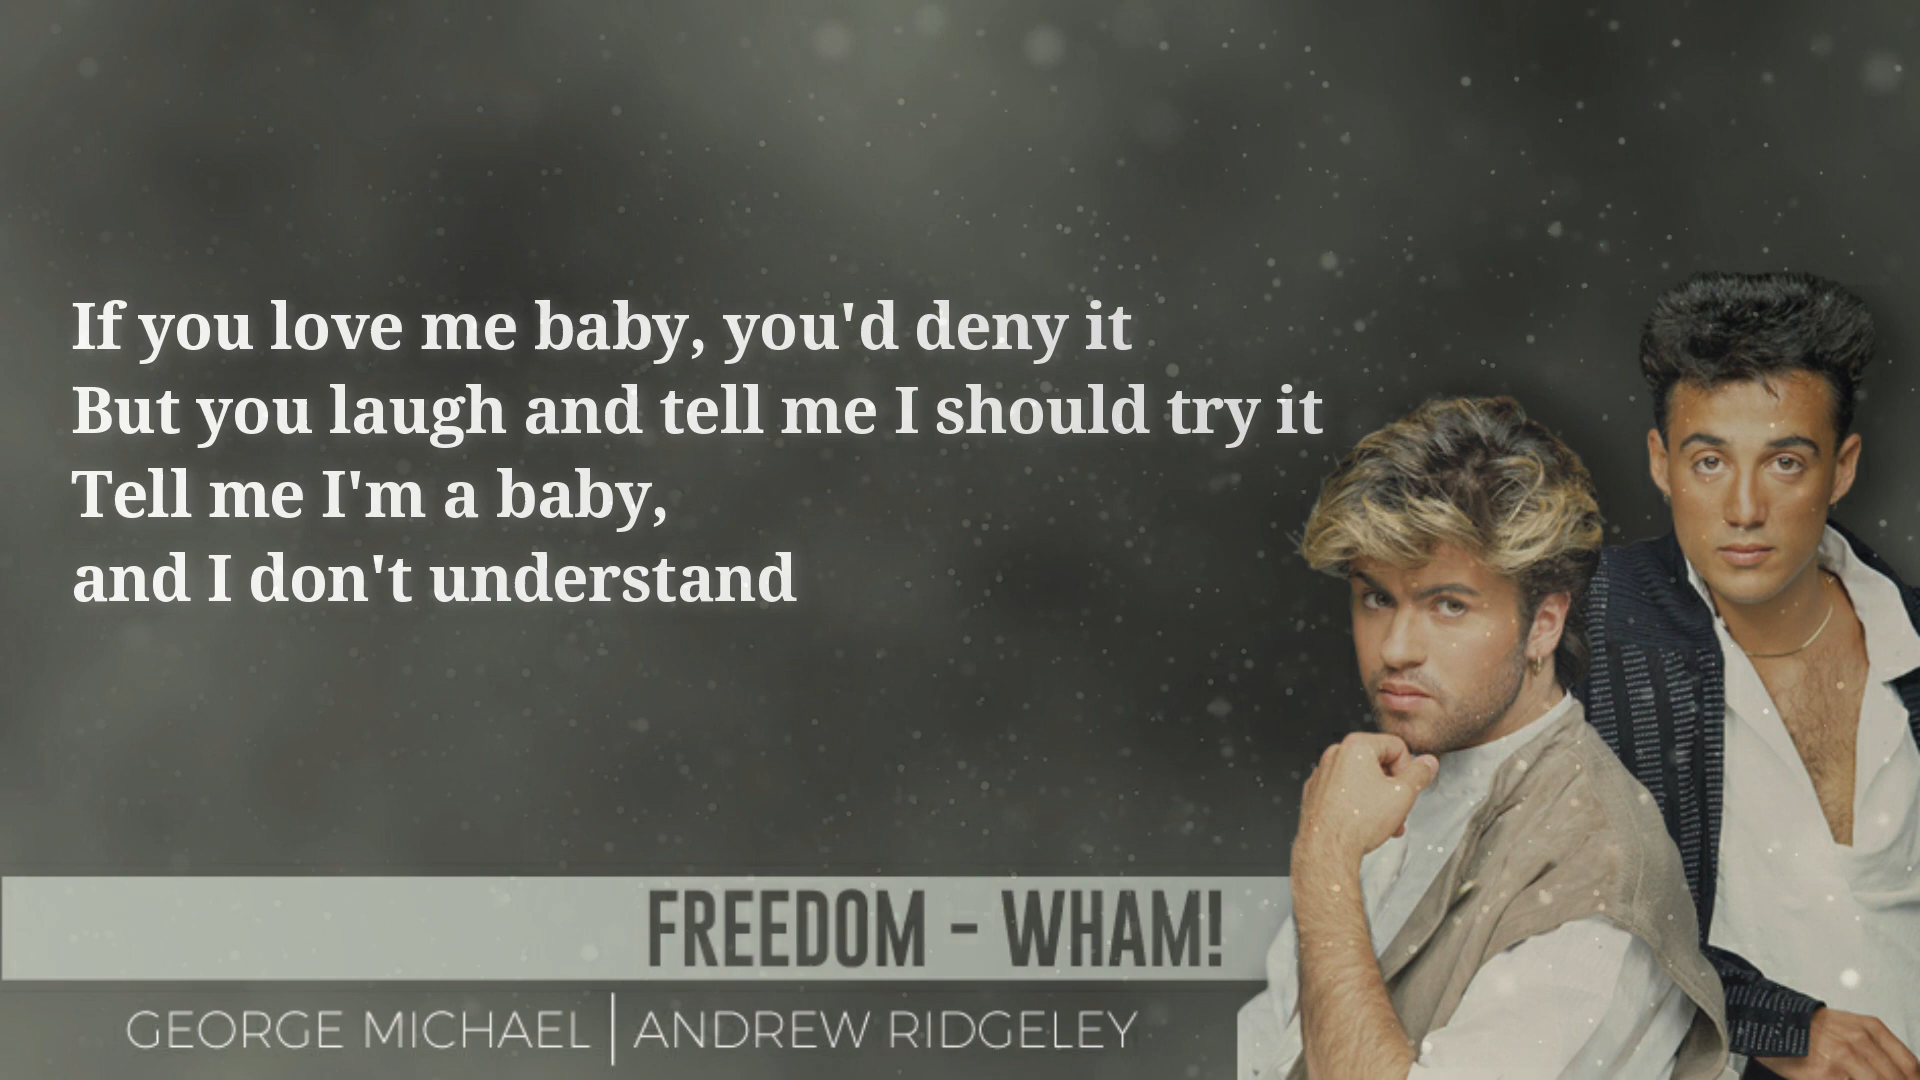 If you love me baby, you'd deny it
But you laugh and tell me I should try it
Tell me I'm a baby,
and I don't understand
FREEDOM - WHAM!
GEORGE MICHAEL | ANDREW RIDGELEY